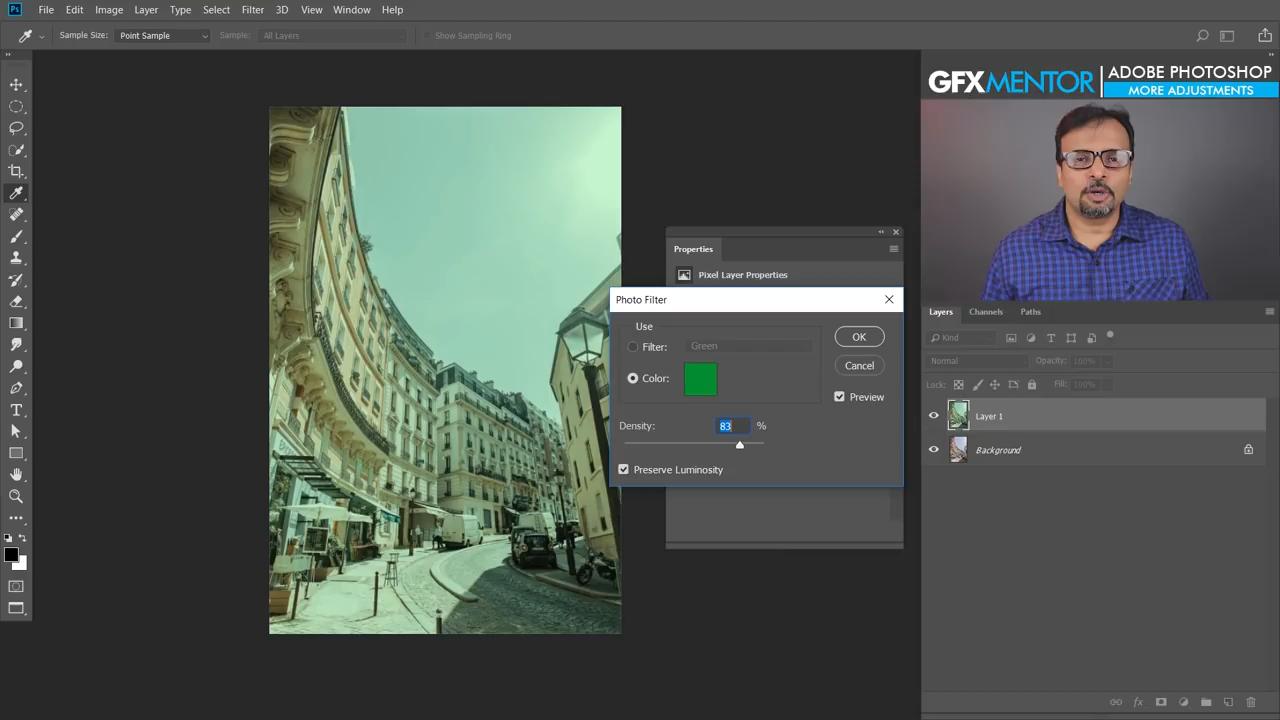 Ps File Edit Image Layer Type Select Filter 3D View Window Help
Sample Size: Point Sample Sample: All Layers Show Sampling Ring
GFXMENTOR ADOBE PHOTOSHOP
MORE ADJUSTMENTS
Properties
Pixel Layer Properties
Photo Filter
Use
Filter: Green
Color:
OK
Cancel
Preview
Density: 83 %
Preserve Luminosity
Layers Channels Paths
Kind
Normal Opacity: 100%
Lock: Fill: 100%
Layer 1
Background